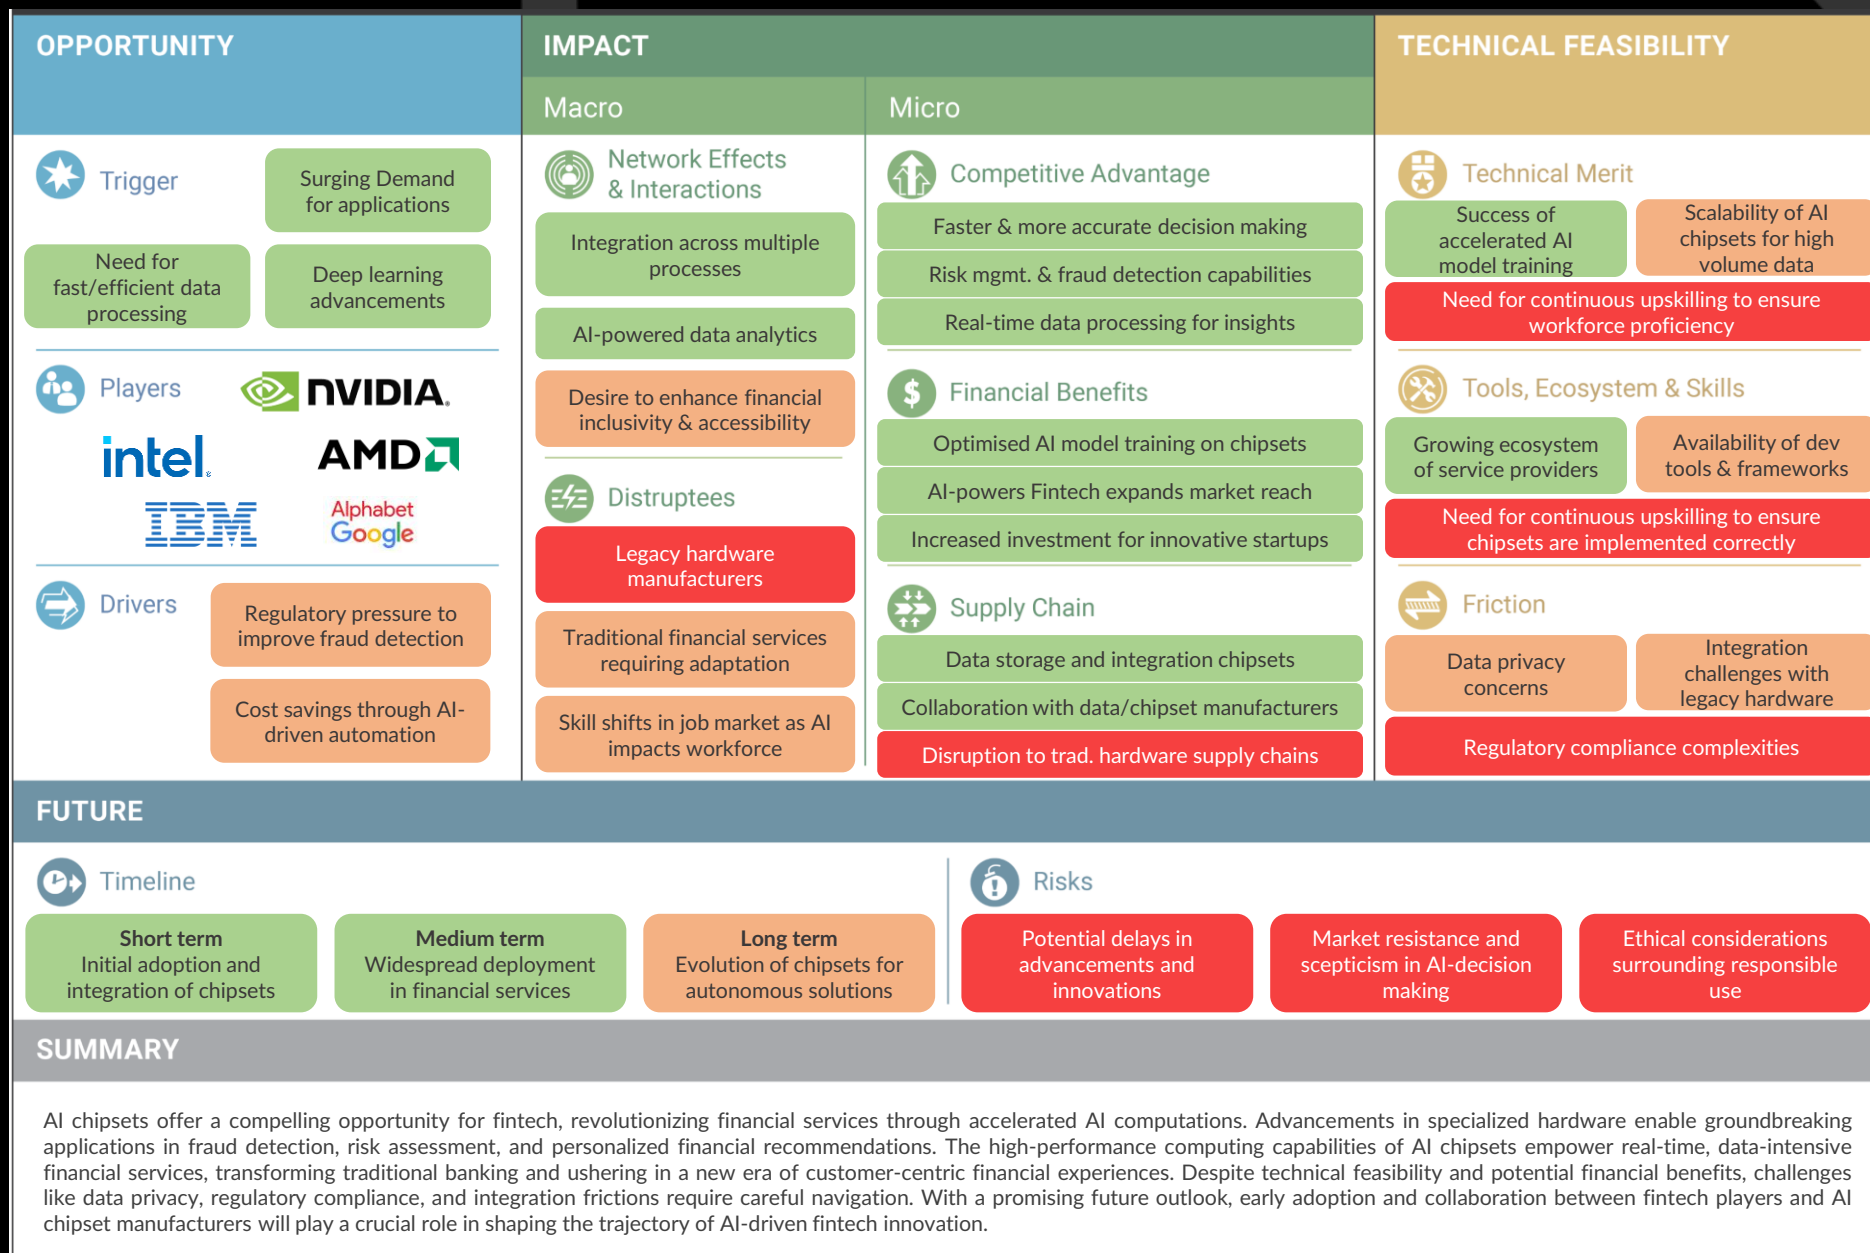 OPPORTUNITY
Trigger
Surging Demand
for applications
Need for
fast/efficient data
processing
Deep learning
advancements
Players
NVIDIA.
intel.
AMD
IBM
Alphabet
Google
Drivers
Regulatory pressure to
improve fraud detection
Cost savings through AI-
driven automation
IMPACT
Macro
Network Effects
& Interactions
Integration across multiple
processes
AI-powered data analytics
Desire to enhance financial
inclusivity & accessibility
Distruptees
Legacy hardware
manufacturers
Traditional financial services
requiring adaptation
Skill shifts in job market as AI
impacts workforce
Micro
Competitive Advantage
Faster & more accurate decision making
Risk mgmt. & fraud detection capabilities
Real-time data processing for insights
Financial Benefits
Optimised AI model training on chipsets
AI-powers Fintech expands market reach
Increased investment for innovative startups
Supply Chain
Data storage and integration chipsets
Collaboration with data/chipset manufacturers
Disruption to trad. hardware supply chains
TECHNICAL FEASIBILITY
Technical Merit
Success of
accelerated AI
model training
Scalability of AI
chipsets for high
volume data
Need for continuous upskilling to ensure
workforce proficiency
Tools, Ecosystem & Skills
Growing ecosystem
of service providers
Availability of dev
tools & frameworks
Need for continuous upskilling to ensure
chipsets are implemented correctly
Friction
Data privacy
concerns
Integration
challenges with
legacy hardware
Regulatory compliance complexities
FUTURE
Timeline
Short term
Initial adoption and
integration of chipsets
Medium term
Widespread deployment
in financial services
Long term
Evolution of chipsets for
autonomous solutions
Risks
Potential delays in
advancements and
innovations
Market resistance and
scepticism in AI-decision
making
Ethical considerations
surrounding responsible
use
SUMMARY
AI chipsets offer a compelling opportunity for fintech, revolutionizing financial services through accelerated AI computations. Advancements in specialized hardware enable groundbreaking
applications in fraud detection, risk assessment, and personalized financial recommendations. The high-performance computing capabilities of AI chipsets empower real-time, data-intensive
financial services, transforming traditional banking and ushering in a new era of customer-centric financial experiences. Despite technical feasibility and potential financial benefits, challenges
like data privacy, regulatory compliance, and integration frictions require careful navigation. With a promising future outlook, early adoption and collaboration between fintech players and AI
chipset manufacturers will play a crucial role in shaping the trajectory of AI-driven fintech innovation.